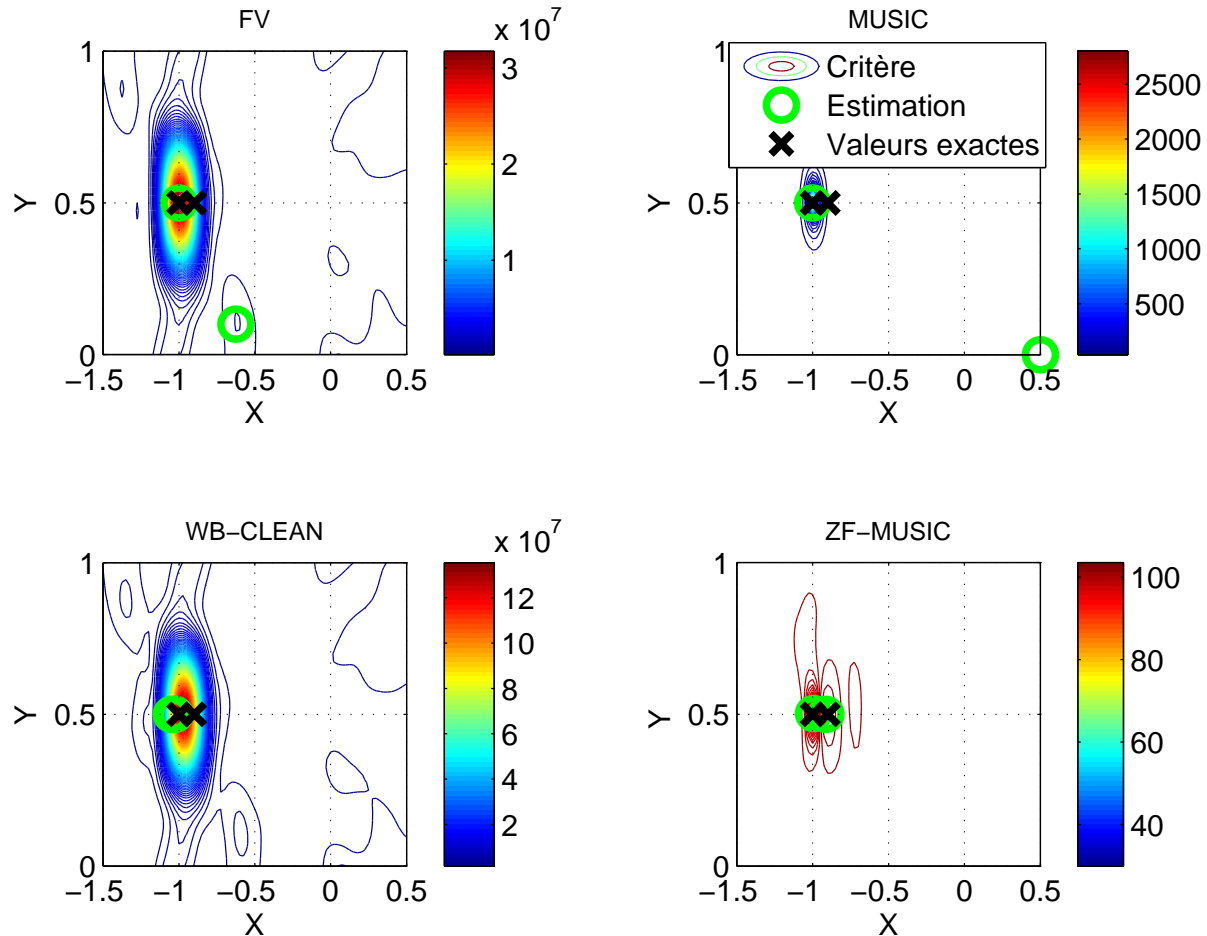 FV
x 10^7
1
0.5
0
Y
−1.5 −1 −0.5 0 0.5
X
3
2
1
MUSIC
Critère
Estimation
Valeurs exactes
1
0.5
0
Y
−1.5 −1 −0.5 0 0.5
X
2500
2000
1500
1000
500
WB−CLEAN
x 10^7
1
0.5
0
Y
−1.5 −1 −0.5 0 0.5
X
12
10
8
6
4
2
ZF−MUSIC
1
0.5
0
Y
−1.5 −1 −0.5 0 0.5
X
100
80
60
40